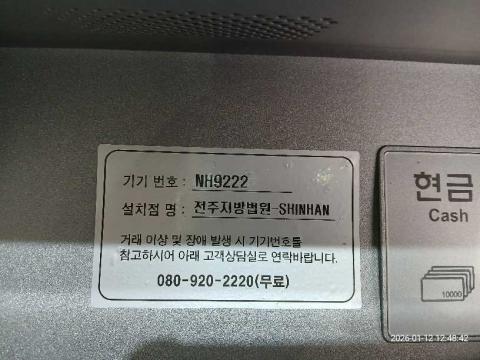 기기 번호 : NH9222
설치점 명 : 전주지방법원-SHINHAN
거래 이상 및 장애 발생 시 기기번호를
참고하시어 아래 고객상담실로 연락바랍니다.
080-920-2220(무료)
현금
Cash
10000
2026-01-12 12:48:42